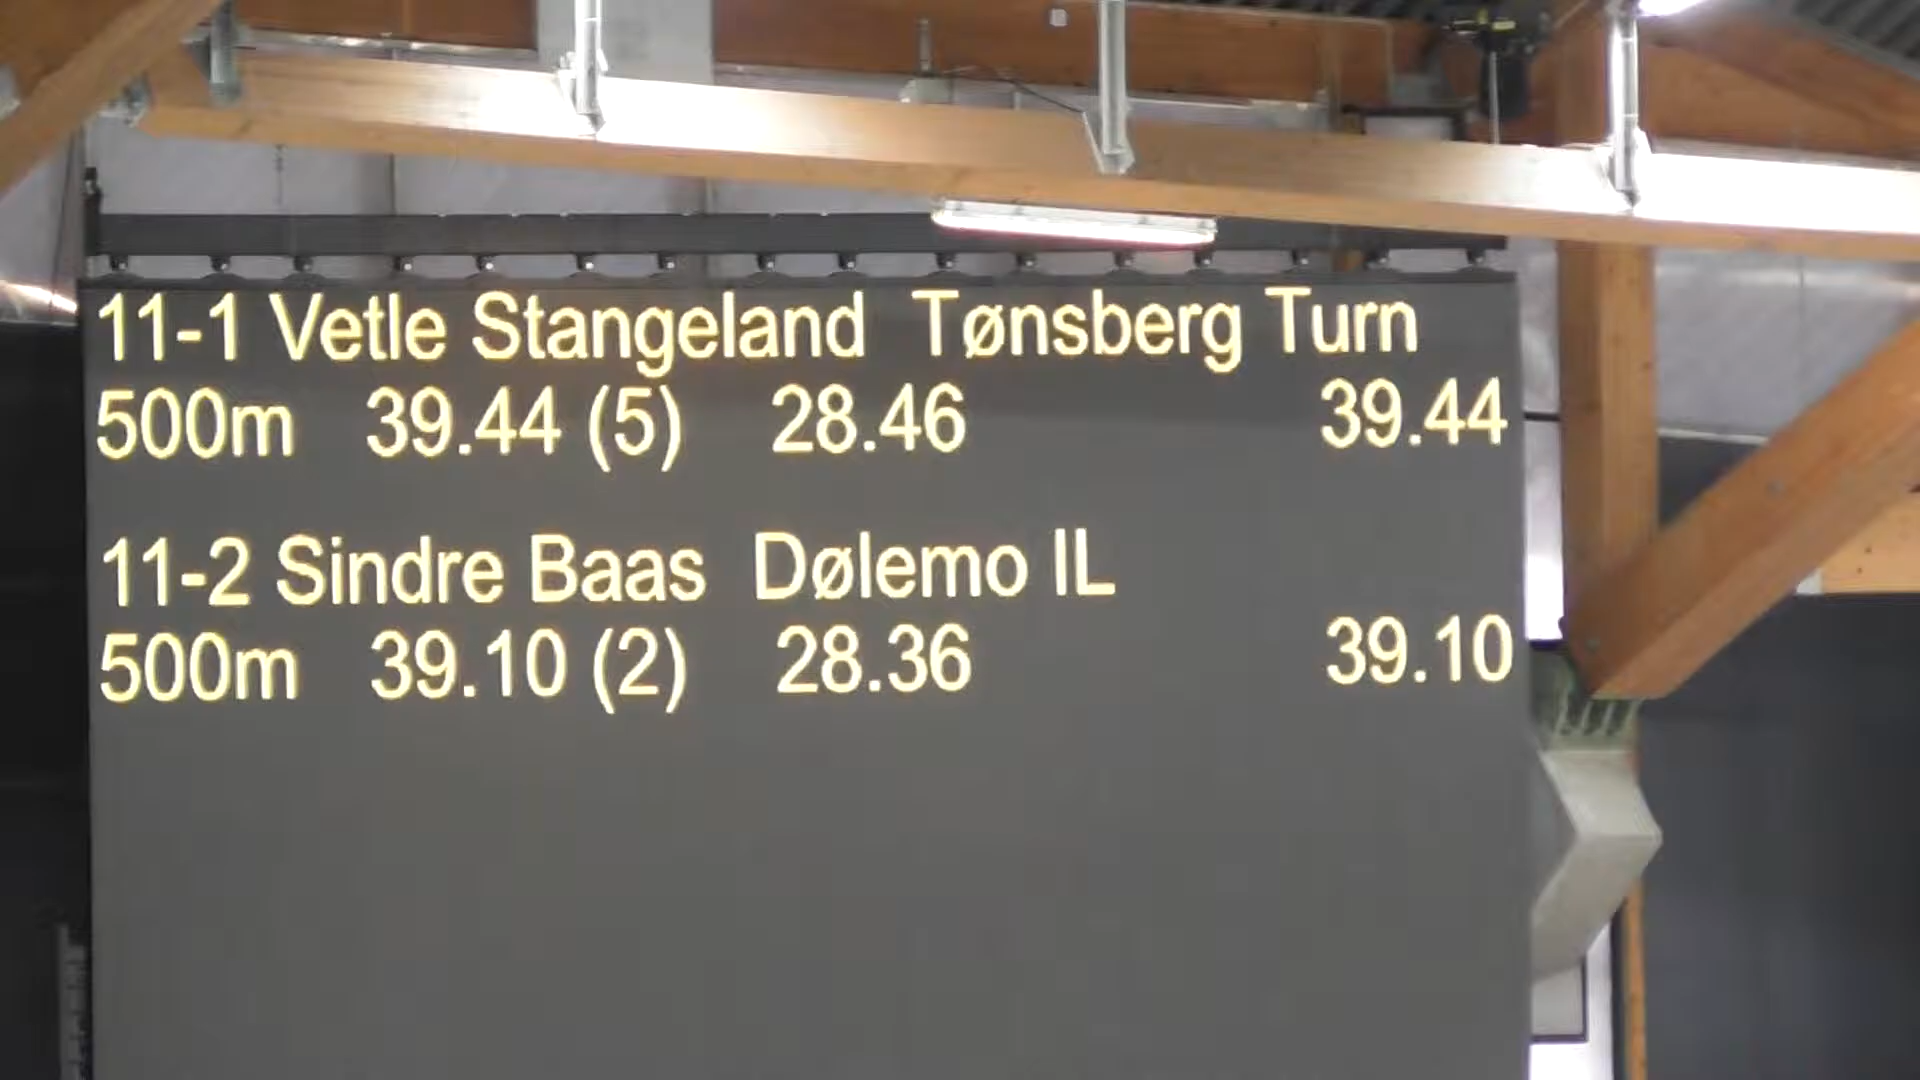 11-1 Vetle Stangeland Tønsberg Turn
500m 39.44 (5) 28.46 39.44
11-2 Sindre Baas Dølemo IL
500m 39.10 (2) 28.36 39.10